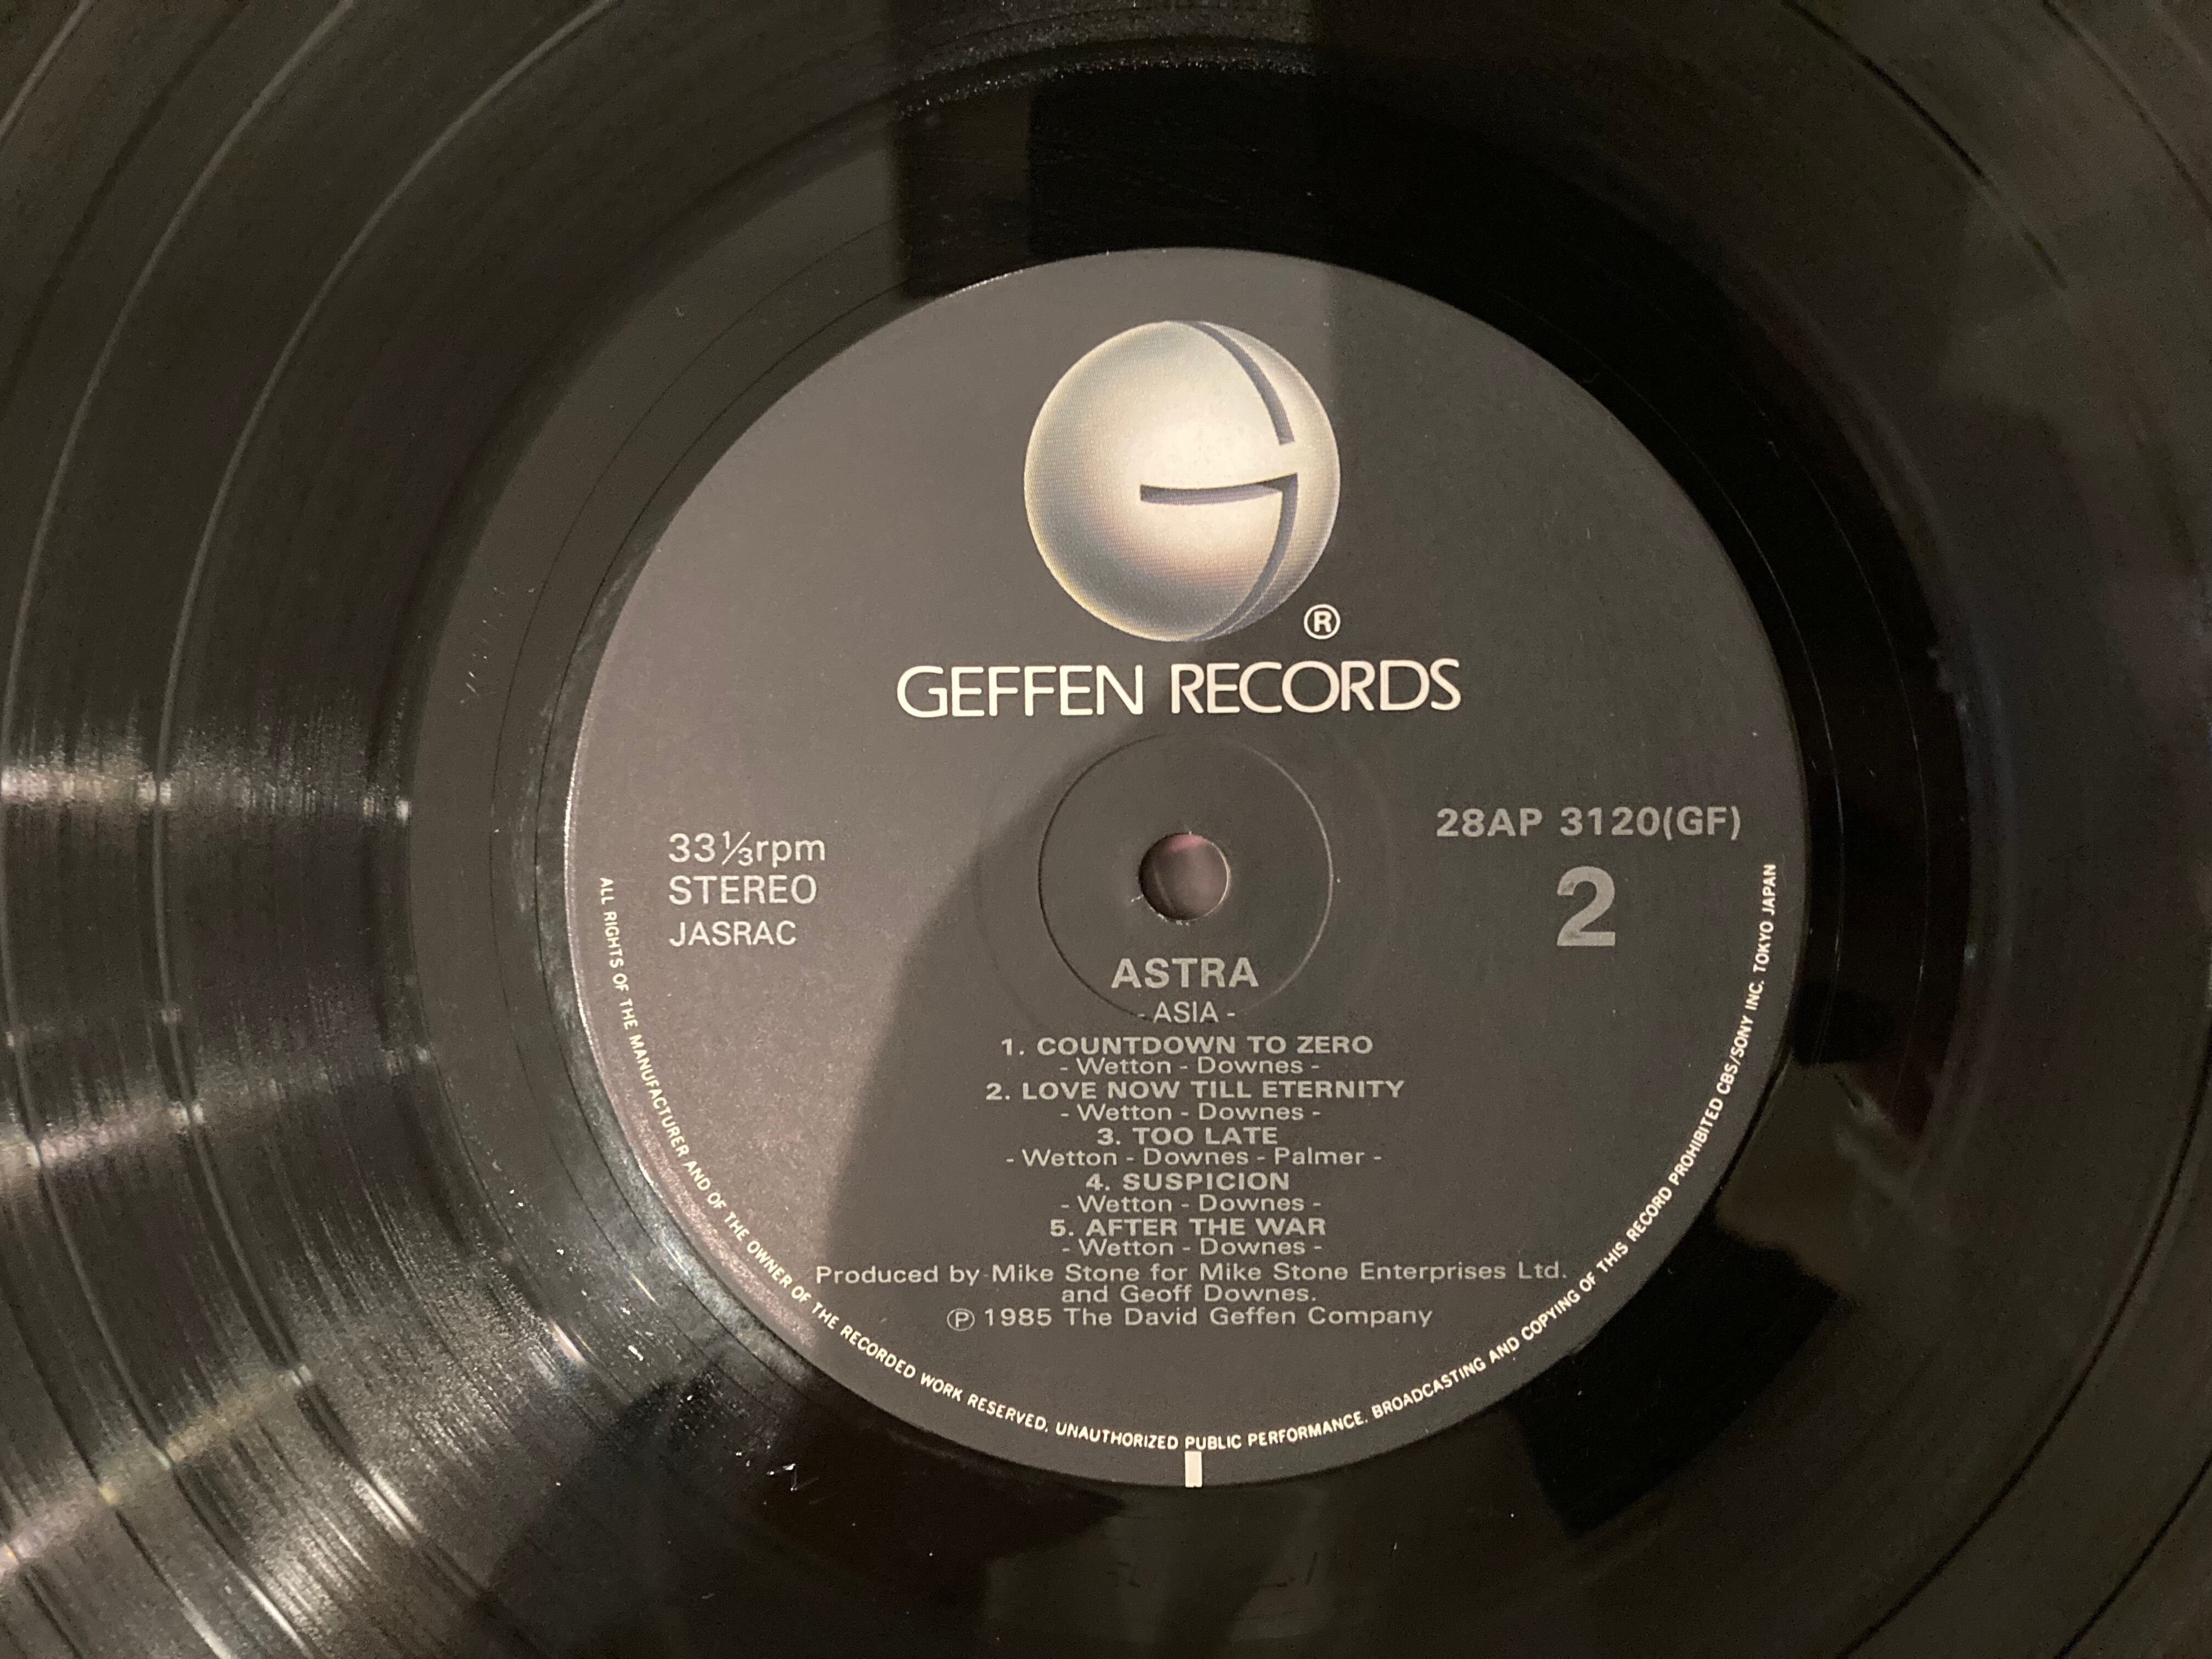 ®
GEFFEN RECORDS
33⅓rpm
STEREO
JASRAC
28AP 3120(GF)
2
ASTRA
- ASIA -
1. COUNTDOWN TO ZERO
- Wetton - Downes -
2. LOVE NOW TILL ETERNITY
- Wetton - Downes -
3. TOO LATE
- Wetton - Downes - Palmer -
4. SUSPICION
- Wetton - Downes -
5. AFTER THE WAR
- Wetton - Downes -
Produced by Mike Stone for Mike Stone Enterprises Ltd.
and Geoff Downes.
Ⓟ 1985 The David Geffen Company
ALL RIGHTS OF THE MANUFACTURER AND OF THE OWNER OF THE RECORDED WORK RESERVED. UNAUTHORIZED PUBLIC PERFORMANCE. BROADCASTING AND COPYING OF THIS RECORD PROHIBITED CBS/SONY INC. TOKYO JAPAN